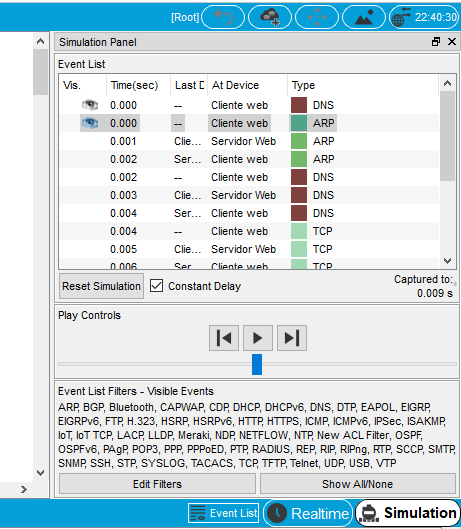 [Root] 22:40:30
Simulation Panel
Event List
Vis. Time(sec) Last D At Device Type
0.000 -- Cliente web DNS
0.000 -- Cliente web ARP
0.001 Clie... Servidor Web ARP
0.002 Ser... Cliente web ARP
0.002 -- Cliente web DNS
0.003 Clie... Servidor Web DNS
0.004 Ser... Cliente web DNS
0.004 -- Cliente web TCP
0.005 Clie... Servidor Web TCP
0.006 Ser... Cliente web TCP
Reset Simulation Constant Delay Captured to:
0.009 s
Play Controls
Event List Filters - Visible Events
ARP, BGP, Bluetooth, CAPWAP, CDP, DHCP, DHCPv6, DNS, DTP, EAPOL, EIGRP,
EIGRPv6, FTP, H.323, HSRP, HSRPv6, HTTP, HTTPS, ICMP, ICMPv6, IPSec, ISAKMP,
IoT, IoT TCP, LACP, LLDP, Meraki, NDP, NETFLOW, NTP, New ACL Filter, OSPF,
OSPFv6, PAgP, POP3, PPP, PPPoED, PTP, RADIUS, REP, RIP, RIPng, RTP, SCCP, SMTP,
SNMP, SSH, STP, SYSLOG, TACACS, TCP, TFTP, Telnet, UDP, USB, VTP
Edit Filters Show All/None
Event List Realtime Simulation